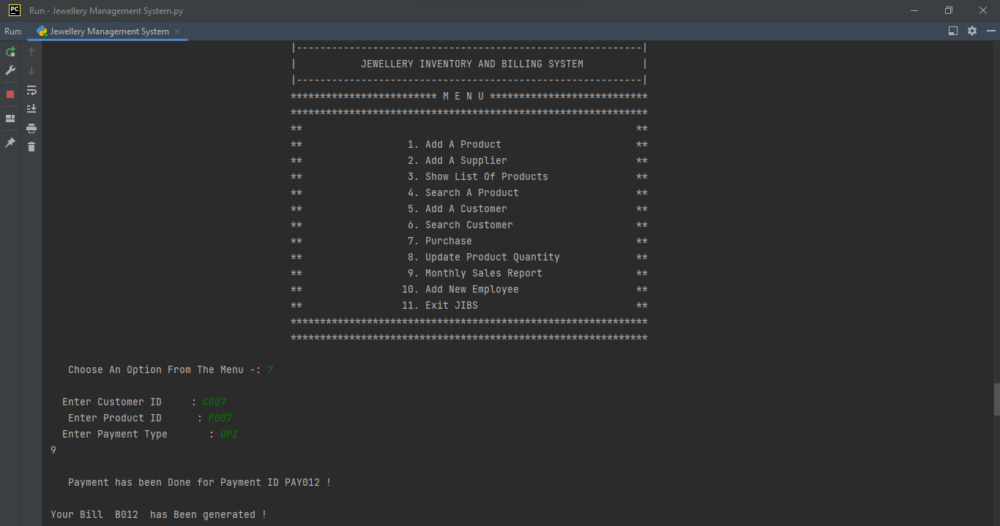 PC Run - Jewellery Management System.py
Run: Jewellery Management System
|-----------------------------------------------------------|
| JEWELLERY INVENTORY AND BILLING SYSTEM |
|-----------------------------------------------------------|
************************* M E N U ***************************
*************************************************************
** **
** 1. Add A Product **
** 2. Add A Supplier **
** 3. Show List Of Products **
** 4. Search A Product **
** 5. Add A Customer **
** 6. Search Customer **
** 7. Purchase **
** 8. Update Product Quantity **
** 9. Monthly Sales Report **
** 10. Add New Employee **
** 11. Exit JIBS **
*************************************************************
*************************************************************
Choose An Option From The Menu -: 7
Enter Customer ID : C007
Enter Product ID : P007
Enter Payment Type : UPI
9
Payment has been Done for Payment ID PAY012 !
Your Bill B012 has Been generated !